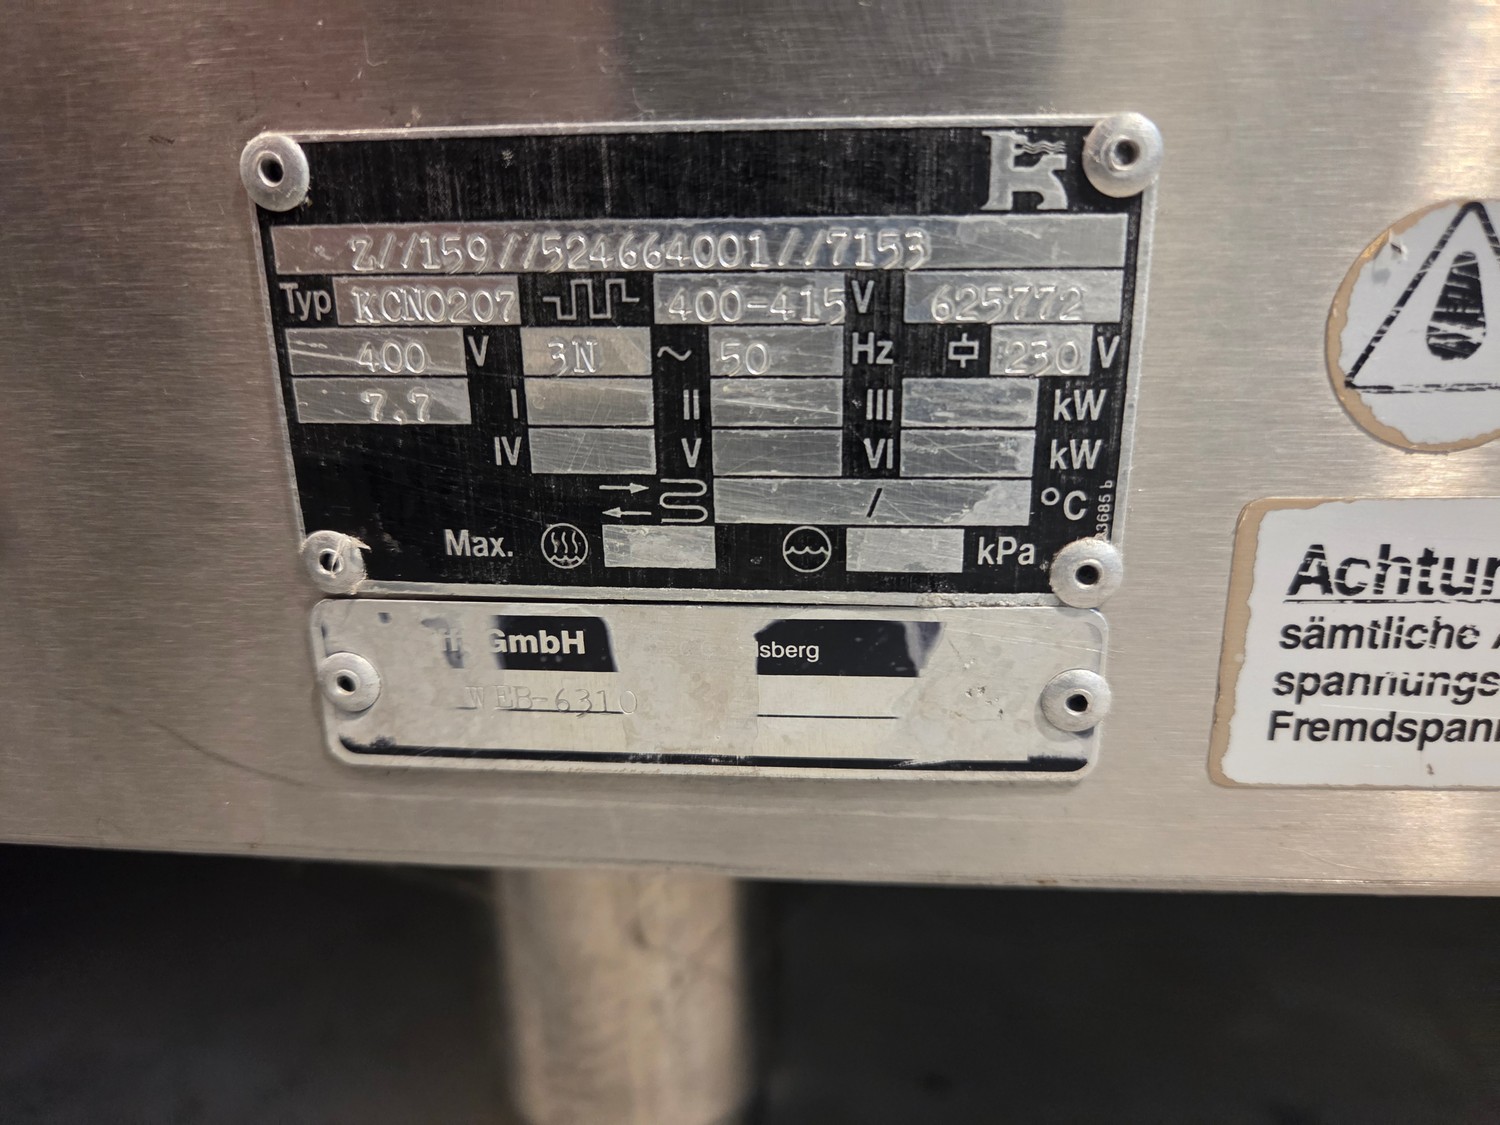 Z//159//524664001//7153
Typ KCN0207 400-415 V 625772
400 V 3N ~ 50 Hz 230 V
7.7 I II III kW
IV V VI kW
/ °C
Max. kPa
GmbH
WEB-6310
Achtun
sämtliche
spannungs
Fremdspann